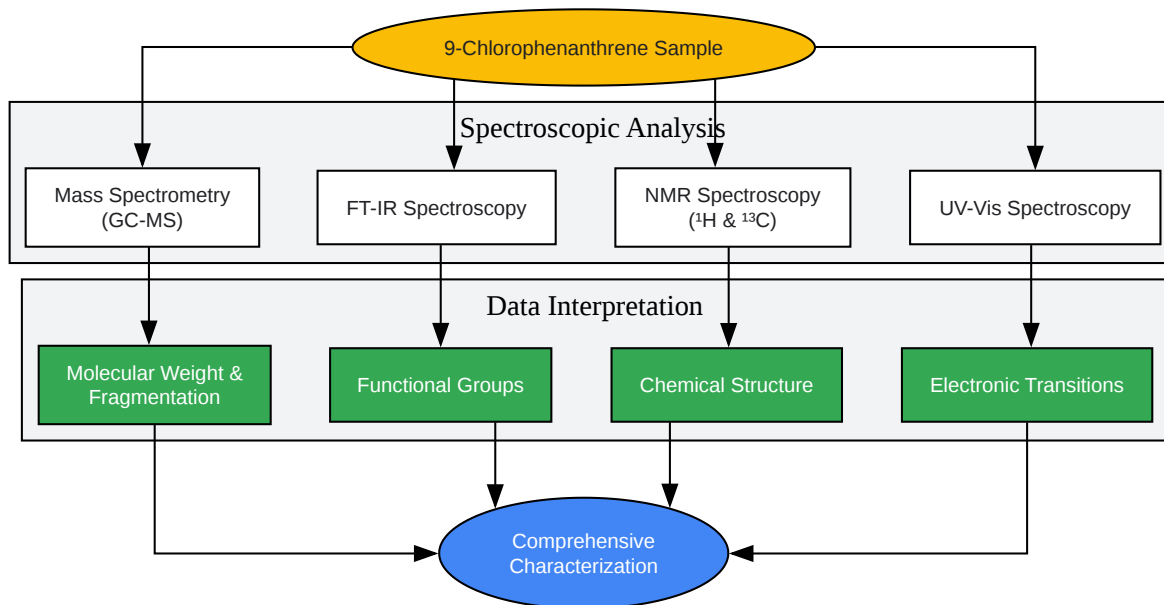 9-Chlorophenanthrene Sample
Spectroscopic Analysis
Mass Spectrometry
(GC-MS)
FT-IR Spectroscopy
NMR Spectroscopy
(¹H & ¹³C)
UV-Vis Spectroscopy
Data Interpretation
Molecular Weight &
Fragmentation
Functional Groups
Chemical Structure
Electronic Transitions
Comprehensive
Characterization